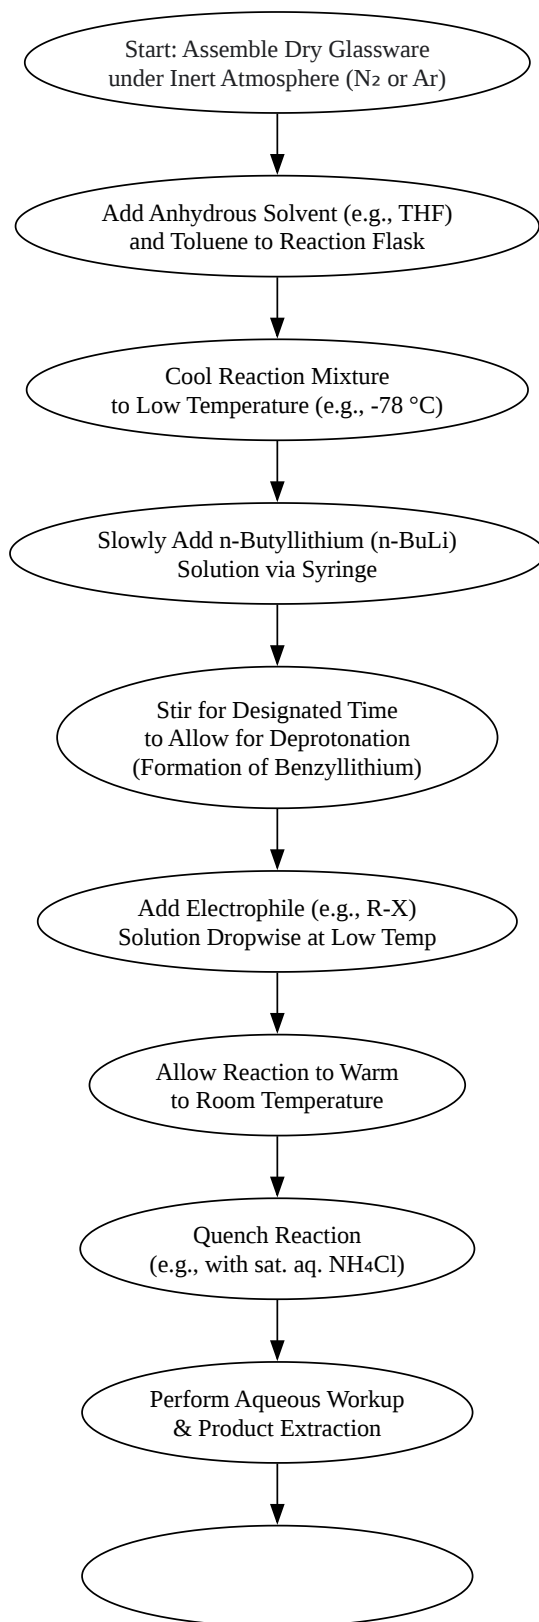 Start: Assemble Dry Glassware
under Inert Atmosphere (N₂ or Ar)
Add Anhydrous Solvent (e.g., THF)
and Toluene to Reaction Flask
Cool Reaction Mixture
to Low Temperature (e.g., -78 °C)
Slowly Add n-Butyllithium (n-BuLi)
Solution via Syringe
Stir for Designated Time
to Allow for Deprotonation
(Formation of Benzyllithium)
Add Electrophile (e.g., R-X)
Solution Dropwise at Low Temp
Allow Reaction to Warm
to Room Temperature
Quench Reaction
(e.g., with sat. aq. NH₄Cl)
Perform Aqueous Workup
& Product Extraction